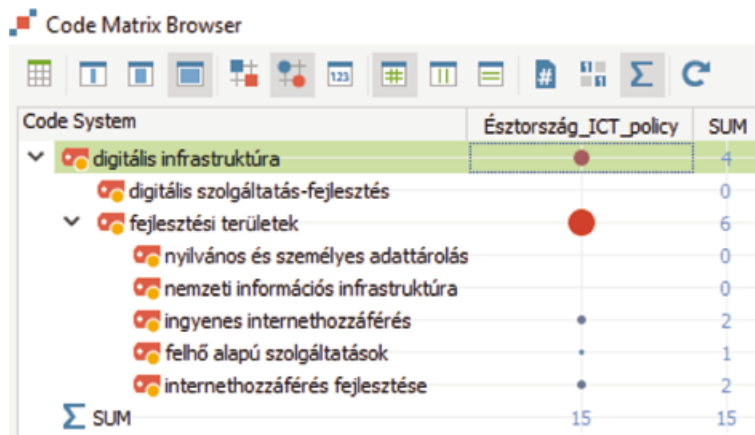 Code Matrix Browser
123
#
Σ
Code System Észtország_ICT_policy SUM
digitális infrastruktúra 4
digitális szolgáltatás-fejlesztés 0
fejlesztési területek 6
nyilvános és személyes adattárolás 0
nemzeti információs infrastruktúra 0
ingyenes internethozzáférés 2
felhő alapú szolgáltatások 1
internethozzáférés fejlesztése 2
Σ SUM 15 15